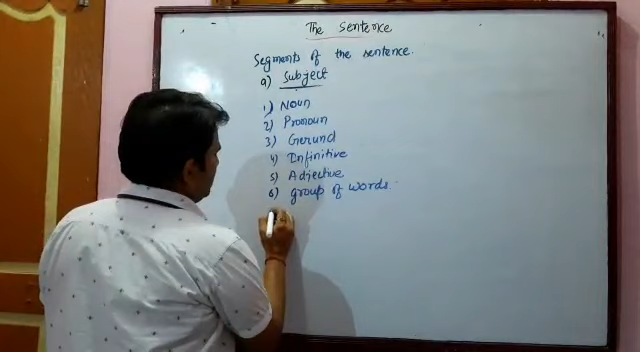 The Sentence
Segments of the sentence.
a) Subject
1) Noun
2) Pronoun
3) Gerund
4) Infinitive
5) Adjective
6) group of words.